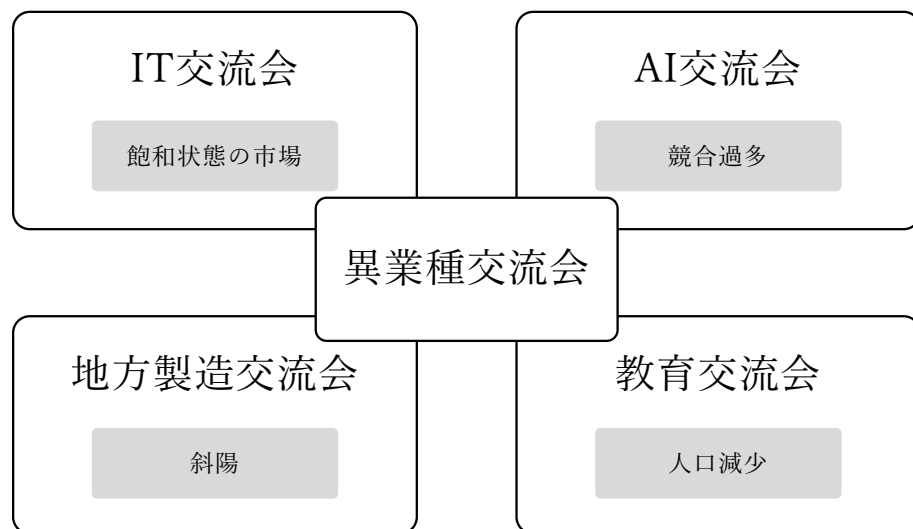 IT交流会
飽和状態の市場
AI交流会
競合過多
異業種交流会
地方製造交流会
斜陽
教育交流会
人口減少